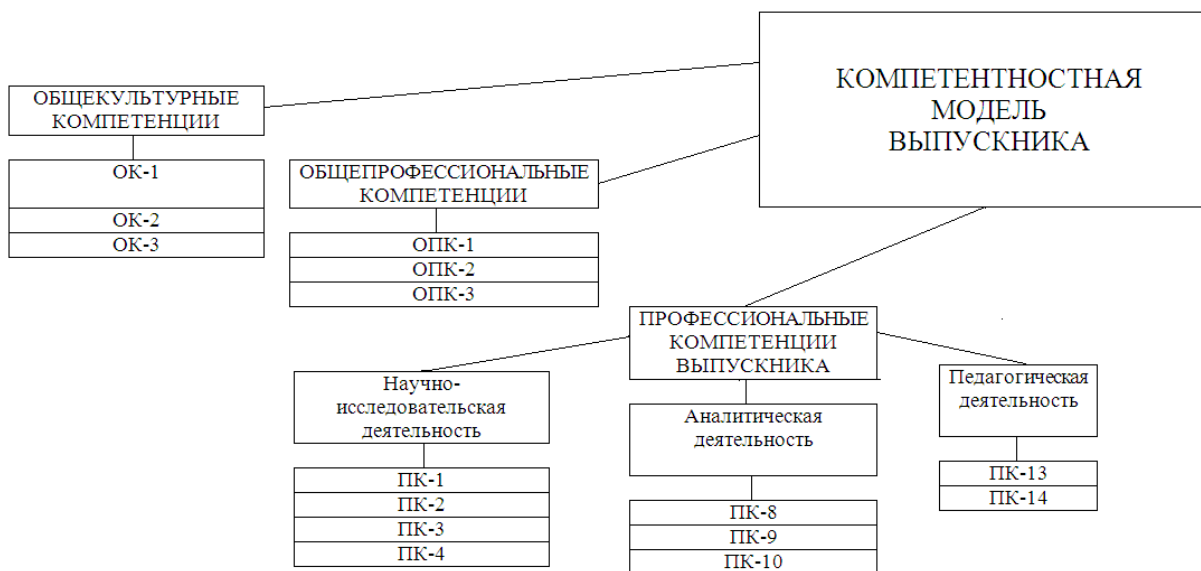 КОМПЕТЕНТНОСТНАЯ
МОДЕЛЬ
ВЫПУСКНИКА
ОБЩЕКУЛЬТУРНЫЕ
КОМПЕТЕНЦИИ
ОК-1
ОК-2
ОК-3
ОБЩЕПРОФЕССИОНАЛЬНЫЕ
КОМПЕТЕНЦИИ
ОПК-1
ОПК-2
ОПК-3
ПРОФЕССИОНАЛЬНЫЕ
КОМПЕТЕНЦИИ
ВЫПУСКНИКА
Научно-
исследовательская
деятельность
ПК-1
ПК-2
ПК-3
ПК-4
Аналитическая
деятельность
ПК-8
ПК-9
ПК-10
Педагогическая
деятельность
ПК-13
ПК-14